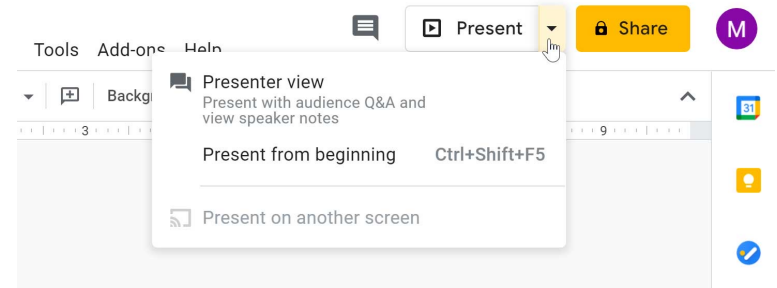 Present
Share
M
Tools Add-ons Help
Presenter view
Present with audience Q&A and
view speaker notes
Backg
31
3
9
Present from beginning Ctrl+Shift+F5
Present on another screen